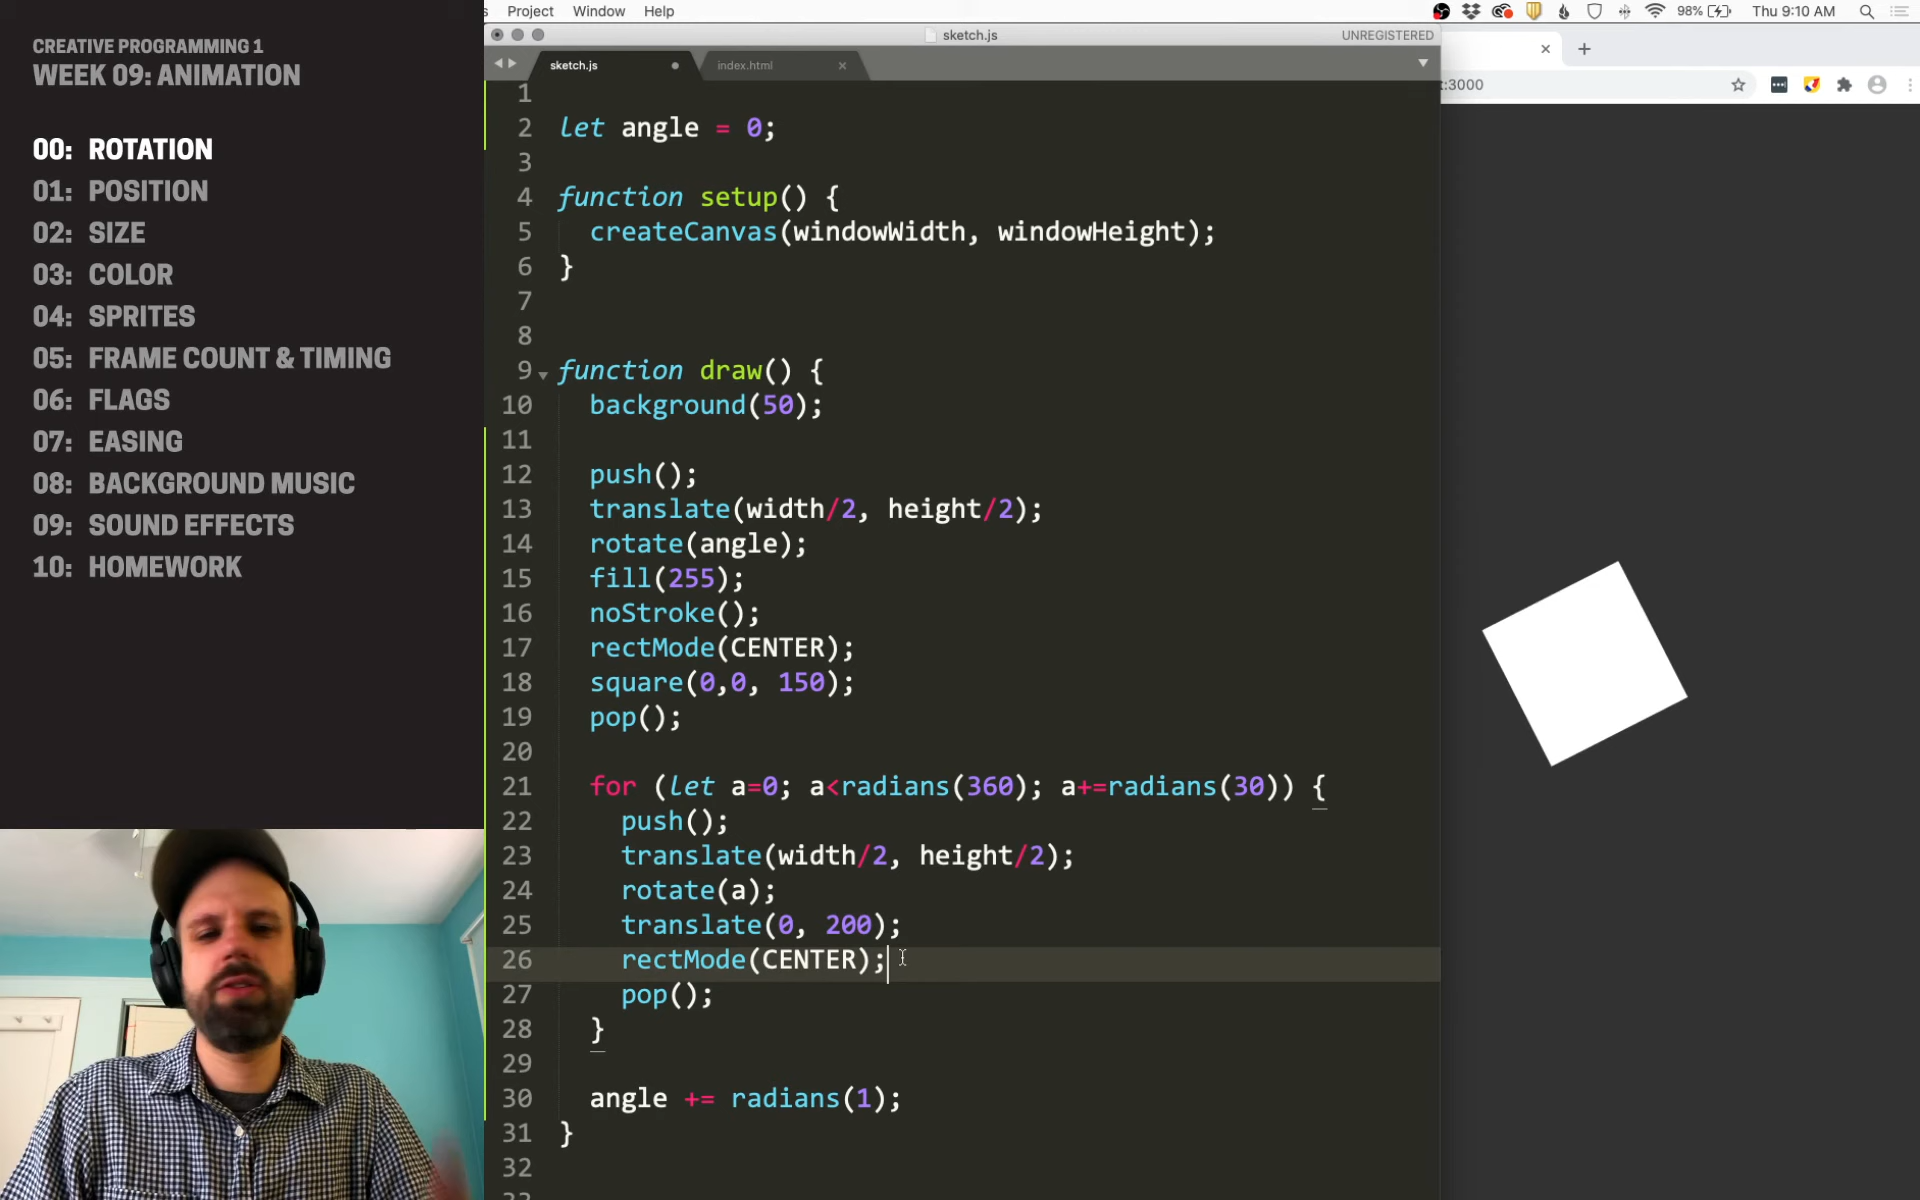 CREATIVE PROGRAMMING 1
WEEK 09: ANIMATION
00: ROTATION
01: POSITION
02: SIZE
03: COLOR
04: SPRITES
05: FRAME COUNT & TIMING
06: FLAGS
07: EASING
08: BACKGROUND MUSIC
09: SOUND EFFECTS
10: HOMEWORK
s Project Window Help
98% Thu 9:10 AM
sketch.js UNREGISTERED
sketch.js index.html
:3000
1
2 let angle = 0;
3
4 function setup() {
5 createCanvas(windowWidth, windowHeight);
6 }
7
8
9 function draw() {
10 background(50);
11
12 push();
13 translate(width/2, height/2);
14 rotate(angle);
15 fill(255);
16 noStroke();
17 rectMode(CENTER);
18 square(0,0, 150);
19 pop();
20
21 for (let a=0; a<radians(360); a+=radians(30)) {
22 push();
23 translate(width/2, height/2);
24 rotate(a);
25 translate(0, 200);
26 rectMode(CENTER);
27 pop();
28 }
29
30 angle += radians(1);
31 }
32